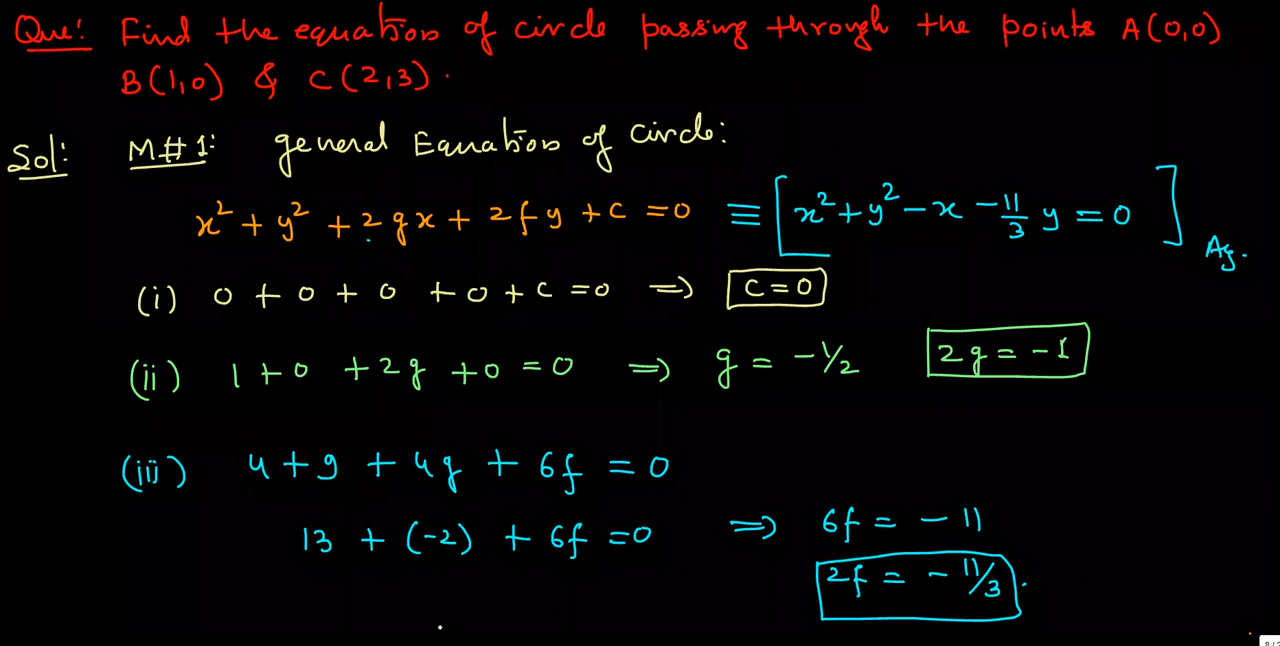 Que: Find the equation of circle passing through the points A(0,0)
B(1,0) & C(2,3).
Sol: M#1: general Equation of circle:
x² + y² + 2gx + 2fy + c = 0 ≡ [x² + y² - x - 11/3 y = 0]
(i) 0 + 0 + 0 + 0 + c = 0 ⇒ c = 0
(ii) 1 + 0 + 2g + 0 = 0 ⇒ g = -1/2 2g = -1
(iii) 4 + 9 + 4g + 6f = 0
13 + (-2) + 6f = 0 ⇒ 6f = -11
2f = -11/3.